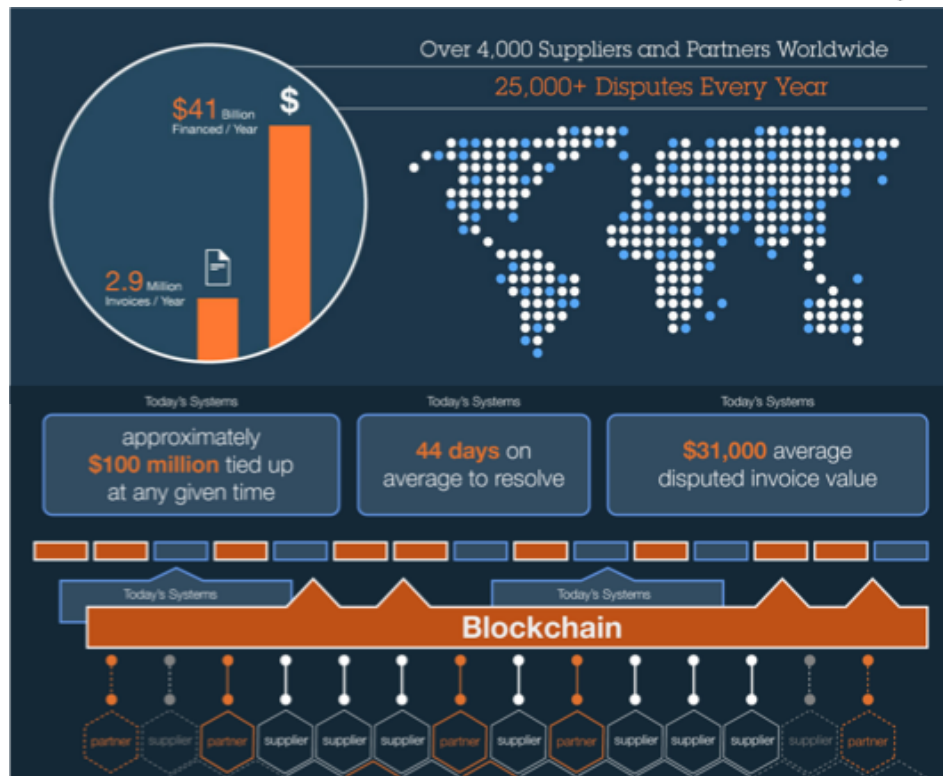 Over 4,000 Suppliers and Partners Worldwide
25,000+ Disputes Every Year
$41 Billion
Financed / Year
$
2.9 Million
Invoices / Year
Today's Systems
approximately
$100 million tied up
at any given time
Today's Systems
44 days on
average to resolve
Today's Systems
$31,000 average
disputed invoice value
Today's Systems
Today's Systems
Blockchain
partner
supplier
partner
supplier
supplier
supplier
partner
supplier
partner
supplier
supplier
supplier
supplier
partner